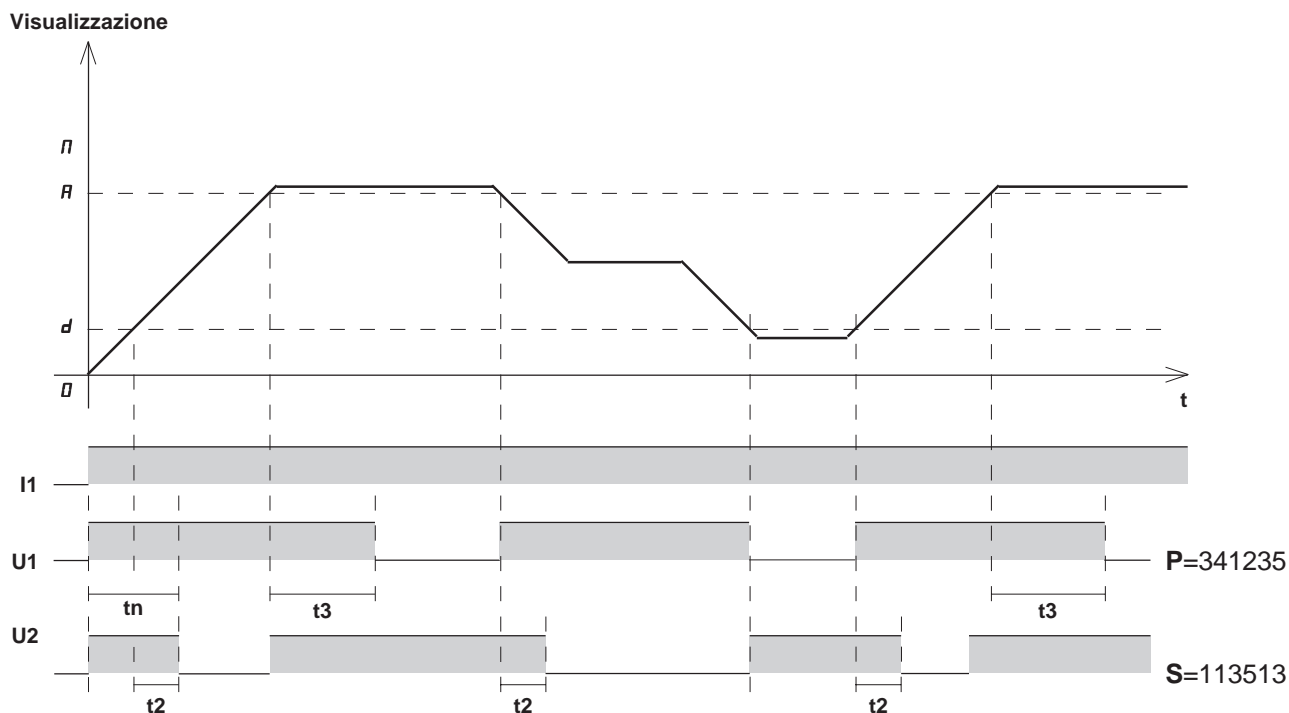 Visualizzazione
n
A
d
0
t
I1
U1
P=341235
tn
t3
t3
U2
S=113513
t2
t2
t2